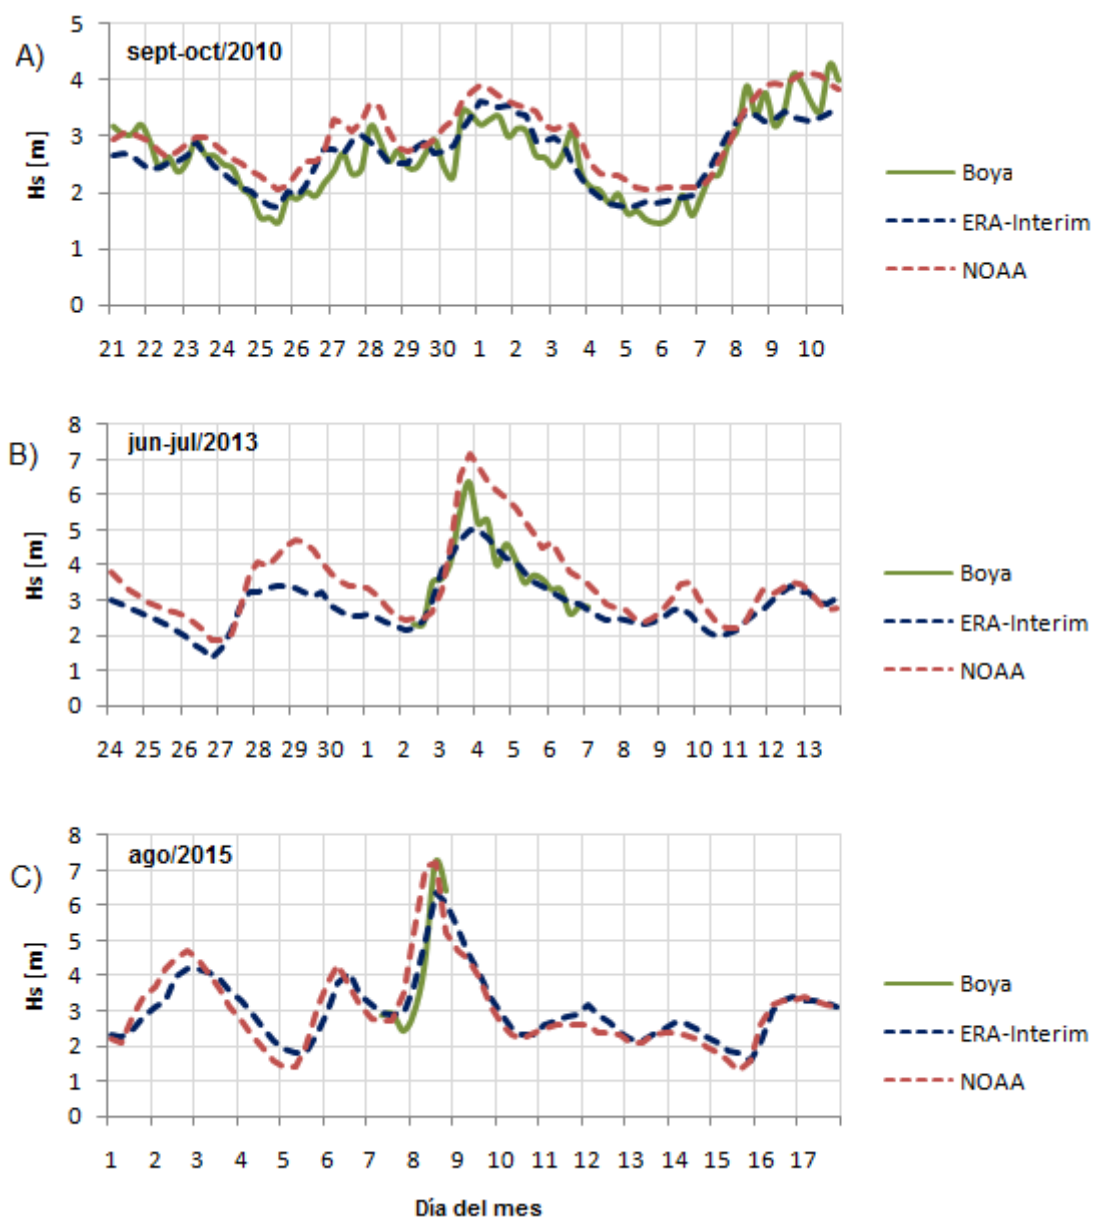 A)
sept-oct/2010
Hs [m]
5
4
3
2
1
0
21 22 23 24 25 26 27 28 29 30 1 2 3 4 5 6 7 8 9 10
Boya
ERA-Interim
NOAA
B)
jun-jul/2013
Hs [m]
8
7
6
5
4
3
2
1
0
24 25 26 27 28 29 30 1 2 3 4 5 6 7 8 9 10 11 12 13
Boya
ERA-Interim
NOAA
C)
ago/2015
Hs [m]
8
7
6
5
4
3
2
1
0
1 2 3 4 5 6 7 8 9 10 11 12 13 14 15 16 17
Boya
ERA-Interim
NOAA
Día del mes